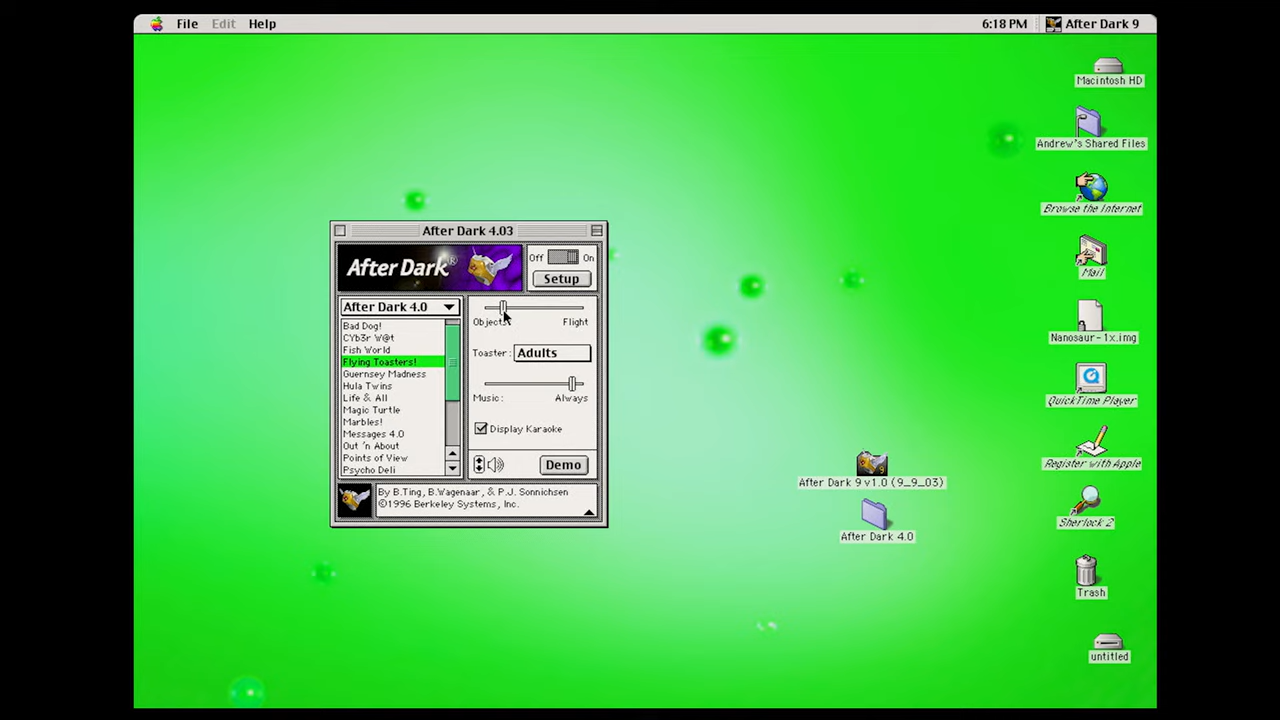 File Edit Help
6:18 PM After Dark 9
Macintosh HD
Andrew's Shared Files
Browse the Internet
Mail
Nanosaur-1x.img
QuickTime Player
Register with Apple
Sherlock 2
Trash
untitled
After Dark 9 v1.0 (9_9_03)
After Dark 4.0
After Dark 4.03
After Dark®
Off On
Setup
After Dark 4.0
Bad Dog!
CYb3r W@t
Fish World
Flying Toasters!
Guernsey Madness
Hula Twins
Life & All
Magic Turtle
Marbles!
Messages 4.0
Out 'n About
Points of View
Psycho Deli
Objects: Flight
Toaster: Adults
Music: Always
Display Karaoke
Demo
By B.Ting, B.Wagenaar, & P.J. Sonnichsen
©1996 Berkeley Systems, Inc.